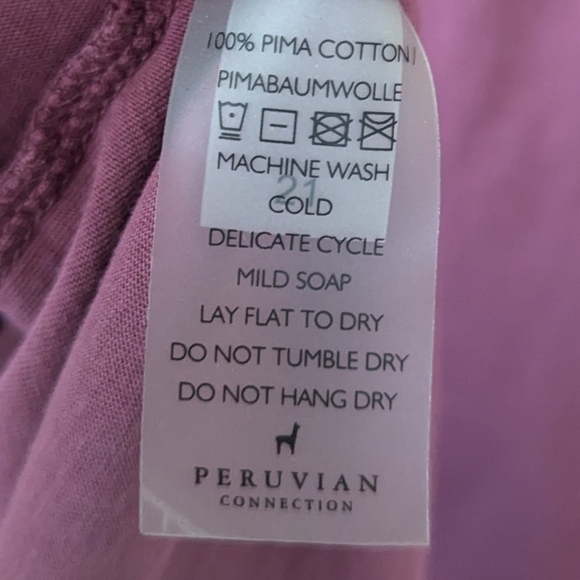 100% PIMA COTTON
PIMABAUMWOLLE
MACHINE WASH
21
COLD
DELICATE CYCLE
MILD SOAP
LAY FLAT TO DRY
DO NOT TUMBLE DRY
DO NOT HANG DRY
PERUVIAN
CONNECTION